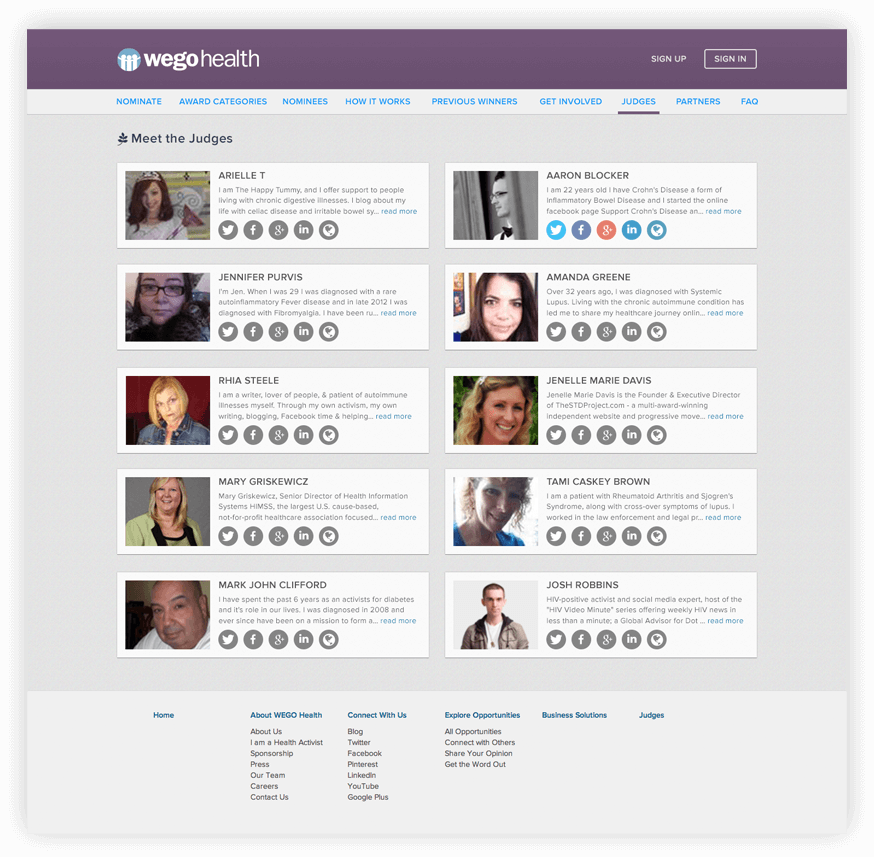 wegohealth
SIGN UP
SIGN IN
NOMINATE
AWARD CATEGORIES
NOMINEES
HOW IT WORKS
PREVIOUS WINNERS
GET INVOLVED
JUDGES
PARTNERS
FAQ
Meet the Judges
ARIELLE T
I am The Happy Tummy, and I offer support to people
living with chronic digestive illnesses. I blog about my
life with celiac disease and irritable bowel sy... read more
AARON BLOCKER
I am 22 years old I have Crohn's Disease a form of
Inflammatory Bowel Disease and I started the online
facebook page Support Crohn's Disease an... read more
JENNIFER PURVIS
I'm Jen. When I was 29 I was diagnosed with a rare
autoinflammatory Fever disease and in late 2012 I was
diagnosed with Fibromyalgia. I have been ru... read more
AMANDA GREENE
Over 32 years ago, I was diagnosed with Systemic
Lupus. Living with the chronic autoimmune condition has
led me to share my healthcare journey onlin... read more
RHIA STEELE
I am a writer, lover of people, & patient of autoimmune
illnesses myself. Through my own activism, my own
writing, blogging, Facebook time & helping... read more
JENELLE MARIE DAVIS
Jenelle Marie Davis is the Founder & Executive Director
of TheSTDProject.com - a multi-award-winning
independent website and progressive move... read more
MARY GRISKEWICZ
Mary Griskewicz, Senior Director of Health Information
Systems HIMSS, the largest U.S. cause-based,
not-for-profit healthcare association focused... read more
TAMI CASKEY BROWN
I am a patient with Rheumatoid Arthritis and Sjogren's
Syndrome, along with cross-over symptoms of lupus. I
worked in the law enforcement and legal pr... read more
MARK JOHN CLIFFORD
I have spent the past 6 years as an activists for diabetes
and it's role in our lives. I was diagnosed in 2008 and
ever since have been on a mission to form a... read more
JOSH ROBBINS
HIV-positive activist and social media expert, host of the
"HIV Video Minute" series offering weekly HIV news in
less than a minute; a Global Advisor for Dot ... read more
Home
About WEGO Health
About Us
I am a Health Activist
Sponsorship
Press
Our Team
Careers
Contact Us
Connect With Us
Blog
Twitter
Facebook
Pinterest
LinkedIn
YouTube
Google Plus
Explore Opportunities
All Opportunities
Connect with Others
Share Your Opinion
Get the Word Out
Business Solutions
Judges